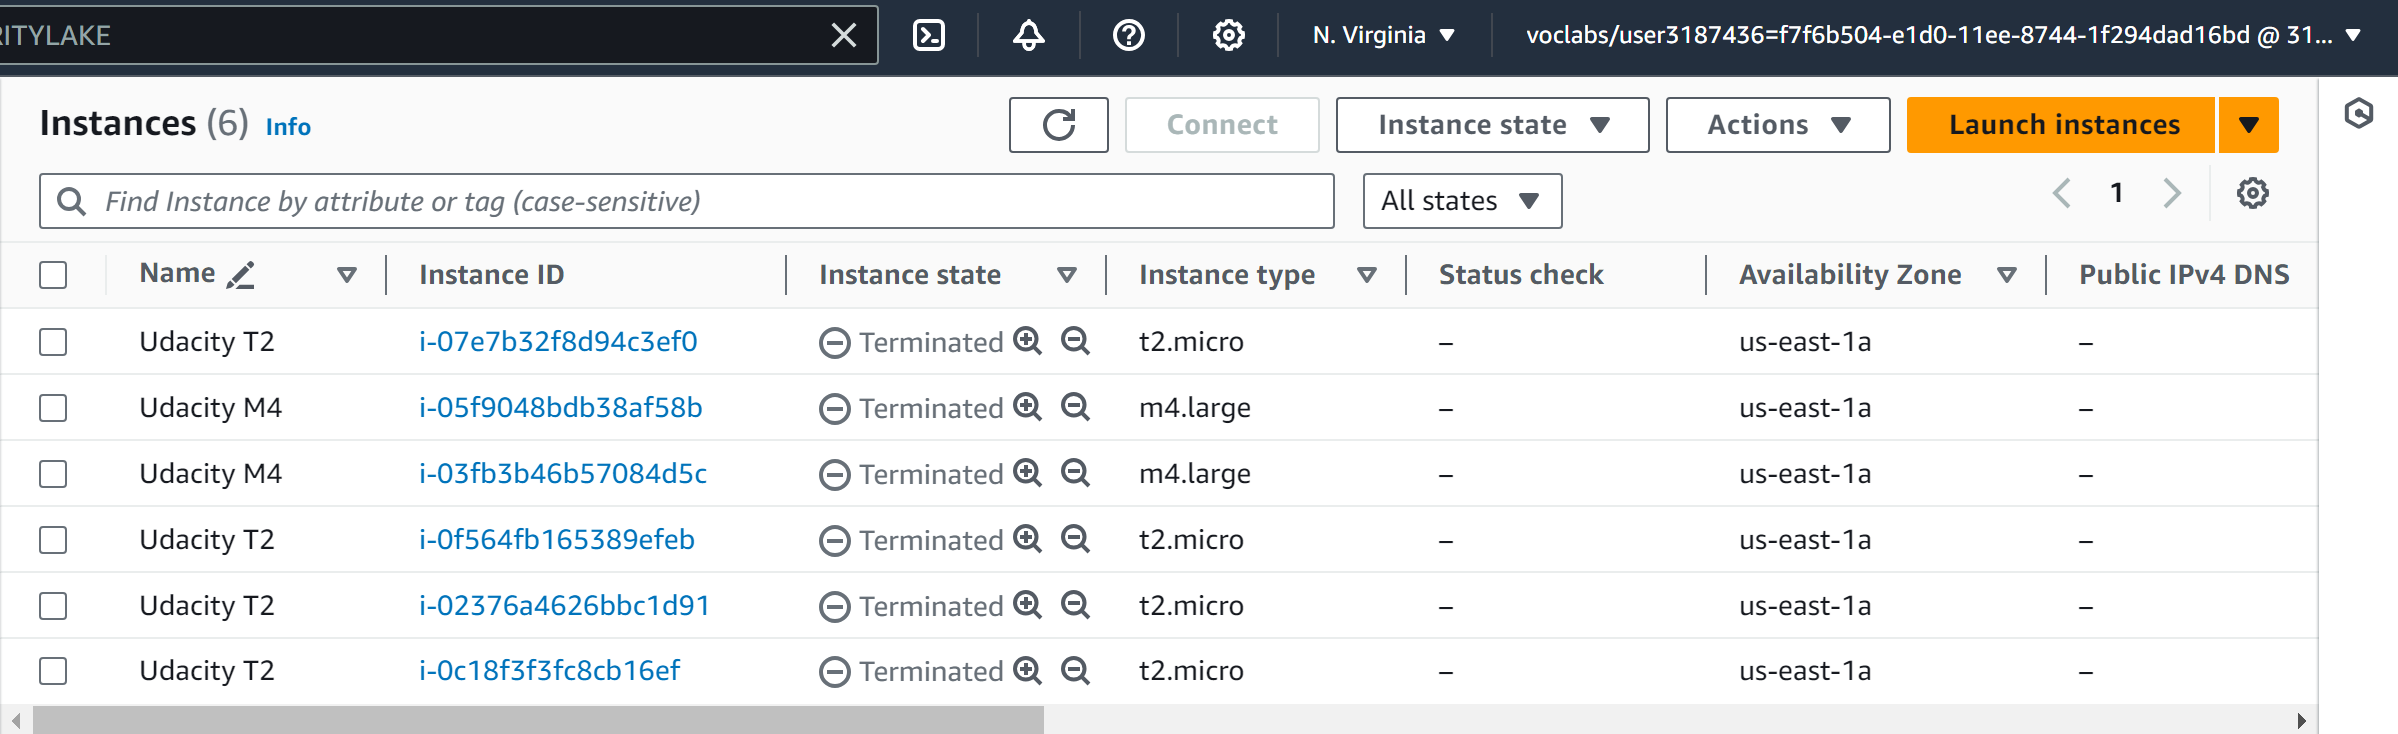 RITYLAKE N. Virginia voclabs/user3187436=f7f6b504-e1d0-11ee-8744-1f294dad16bd @ 31...
Instances (6) Info Connect Instance state Actions Launch instances
Find Instance by attribute or tag (case-sensitive) All states 1
Name Instance ID Instance state Instance type Status check Availability Zone Public IPv4 DNS
Udacity T2 i-07e7b32f8d94c3ef0 Terminated t2.micro – us-east-1a –
Udacity M4 i-05f9048bdb38af58b Terminated m4.large – us-east-1a –
Udacity M4 i-03fb3b46b57084d5c Terminated m4.large – us-east-1a –
Udacity T2 i-0f564fb165389efeb Terminated t2.micro – us-east-1a –
Udacity T2 i-02376a4626bbc1d91 Terminated t2.micro – us-east-1a –
Udacity T2 i-0c18f3f3fc8cb16ef Terminated t2.micro – us-east-1a –